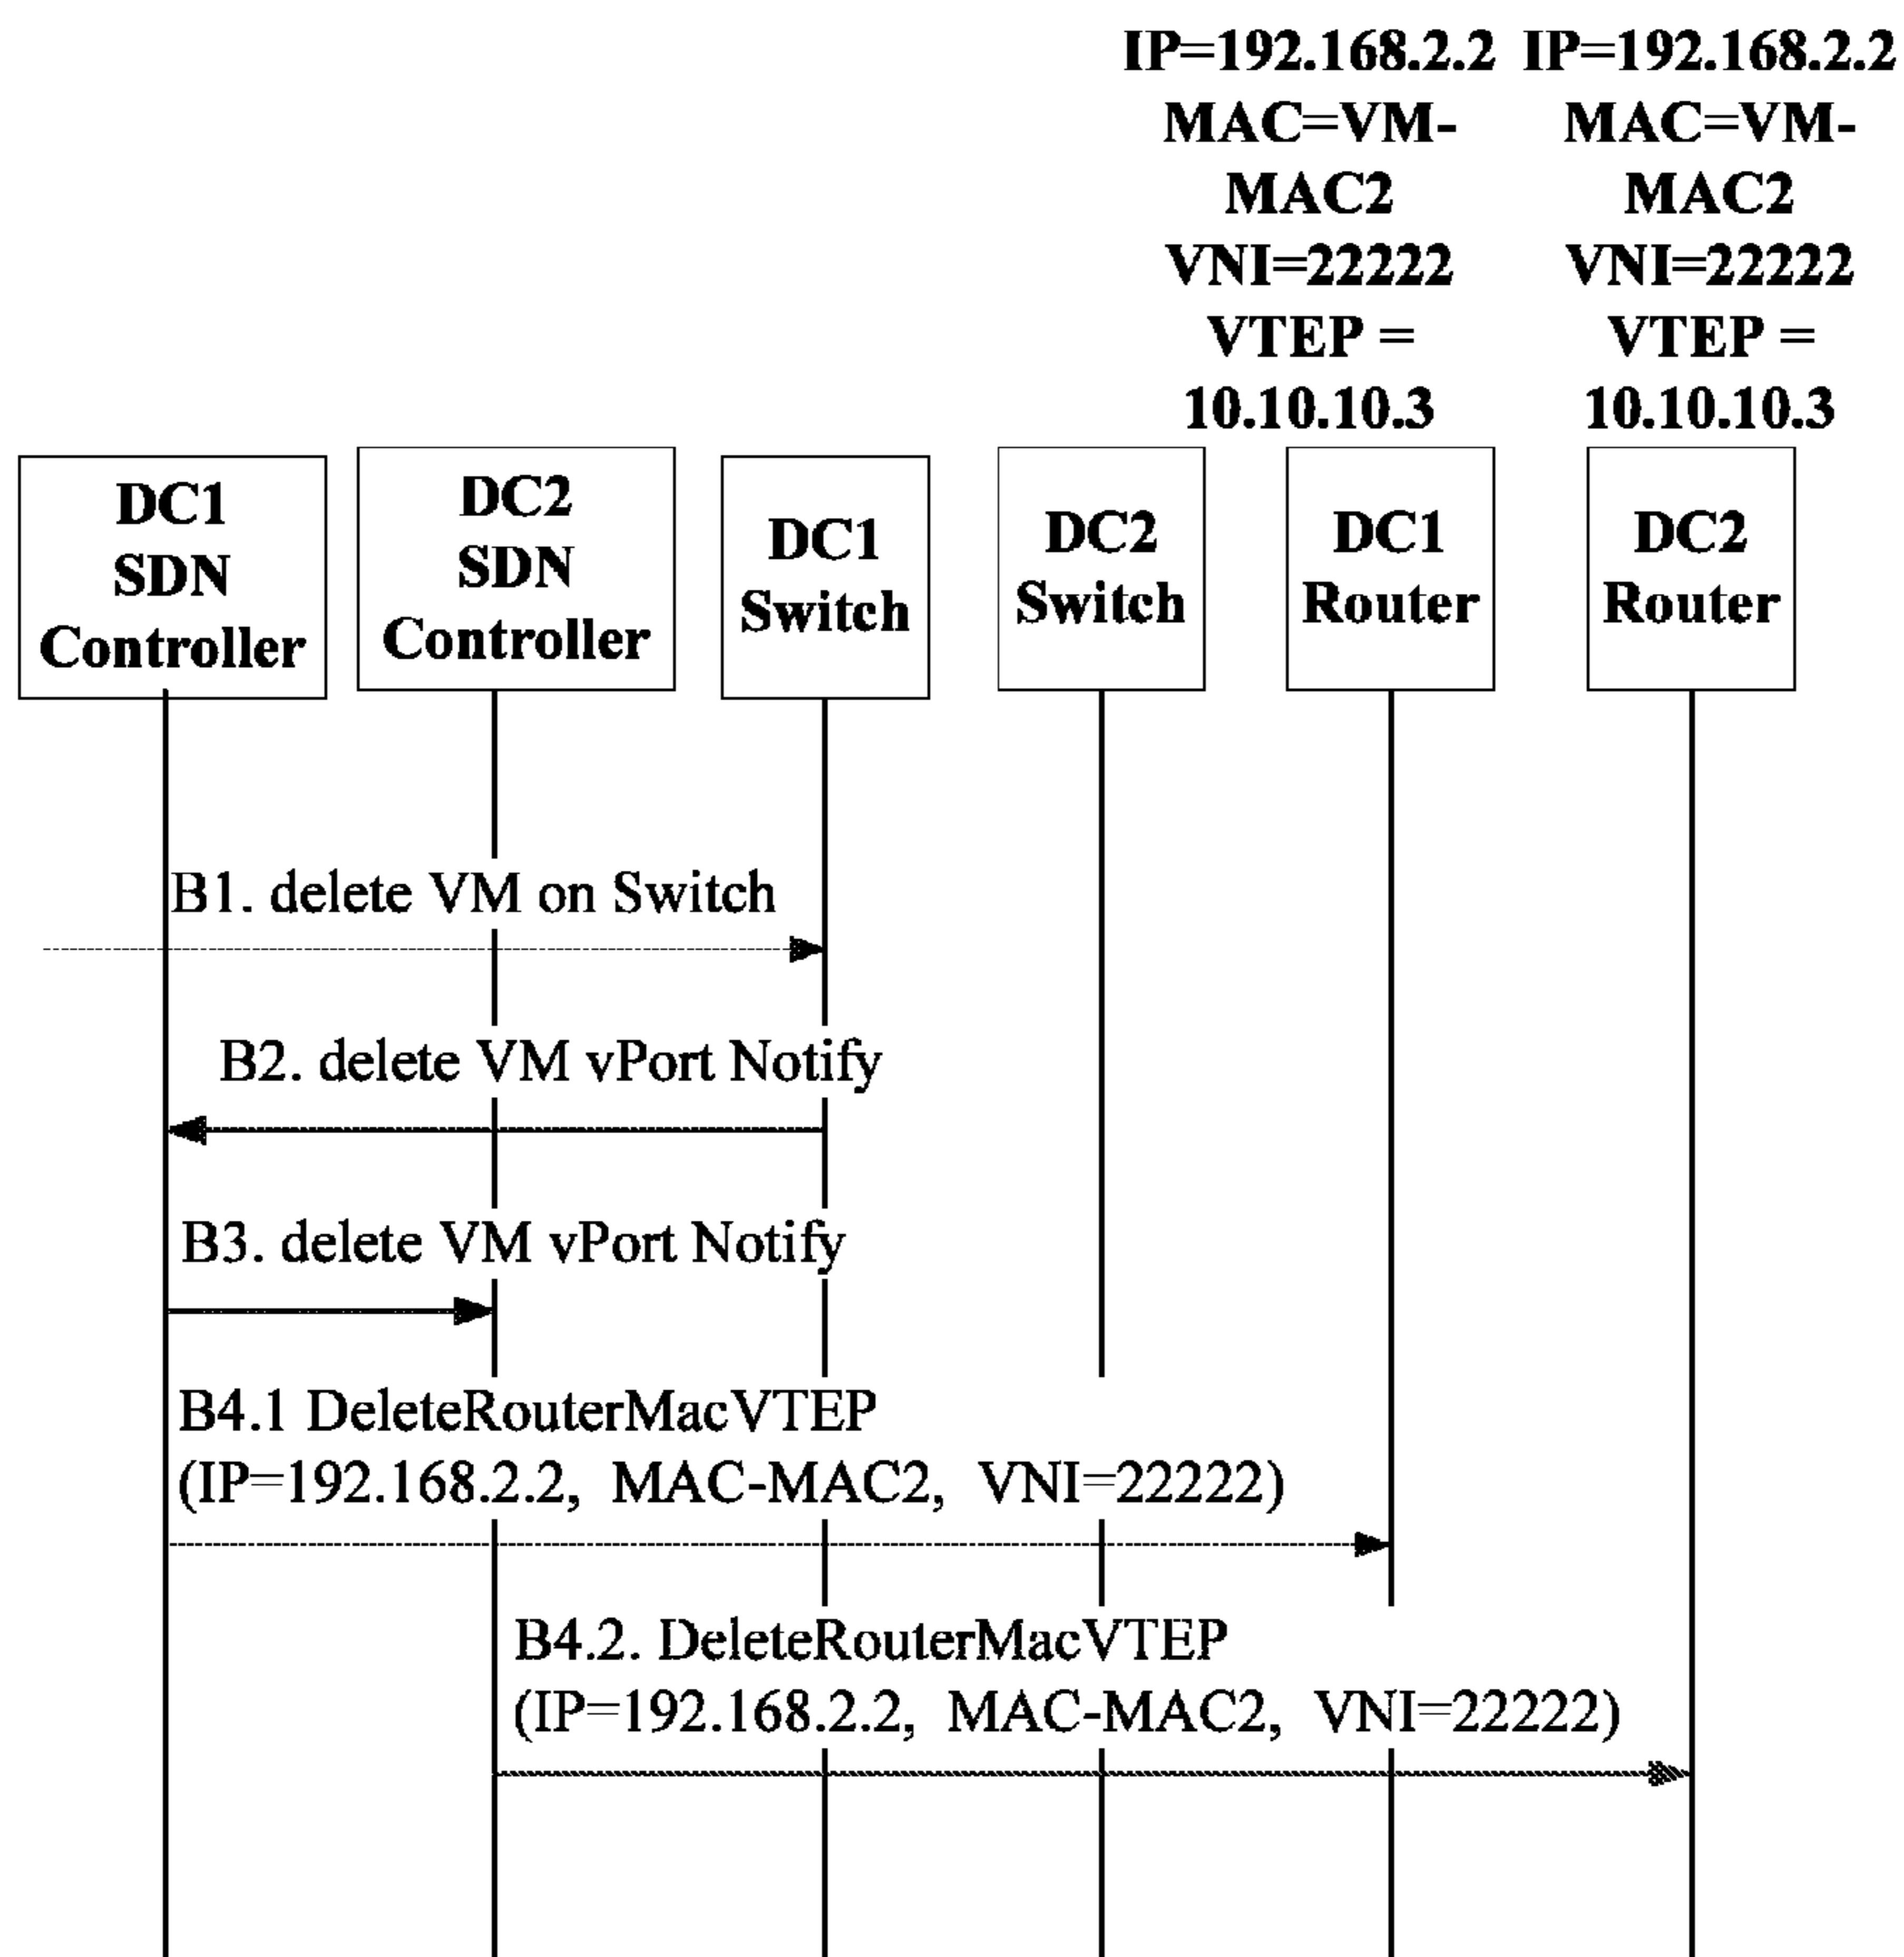 IP=192.168.2.2
MAC=VM-
MAC2
VNI=22222
VTEP =
10.10.10.3
IP=192.168.2.2
MAC=VM-
MAC2
VNI=22222
VTEP =
10.10.10.3
DC1
SDN
Controller
DC2
SDN
Controller
DC1
Switch
DC2
Switch
DC1
Router
DC2
Router
B1. delete VM on Switch
B2. delete VM vPort Notify
B3. delete VM vPort Notify
B4.1 DeleteRouterMacVTEP
(IP=192.168.2.2, MAC-MAC2, VNI=22222)
B4.2. DeleteRouterMacVTEP
(IP=192.168.2.2, MAC-MAC2, VNI=22222)